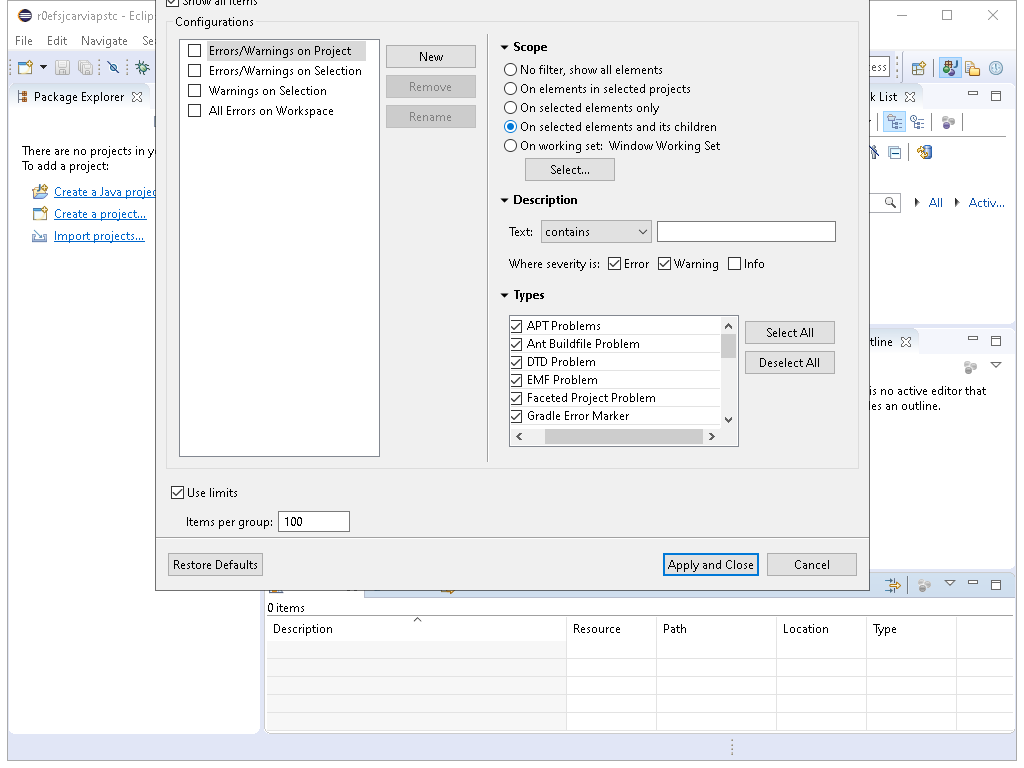 r0efsjcarviapstc - Eclip
Show all items
File Edit Navigate Se
Configurations
Errors/Warnings on Project
Errors/Warnings on Selection
Warnings on Selection
All Errors on Workspace
New
Remove
Rename
Scope
No filter, show all elements
On elements in selected projects
On selected elements only
On selected elements and its children
On working set: Window Working Set
Select...
Description
Text: contains
Where severity is: Error Warning Info
Types
APT Problems
Ant Buildfile Problem
DTD Problem
EMF Problem
Faceted Project Problem
Gradle Error Marker
Select All
Deselect All
Use limits
Items per group: 100
Restore Defaults
Apply and Close
Cancel
Package Explorer
There are no projects in y
To add a project:
Create a Java projec
Create a project...
Import projects...
ess
k List
All Activ...
tline
is no active editor that
es an outline.
0 items
Description Resource Path Location Type